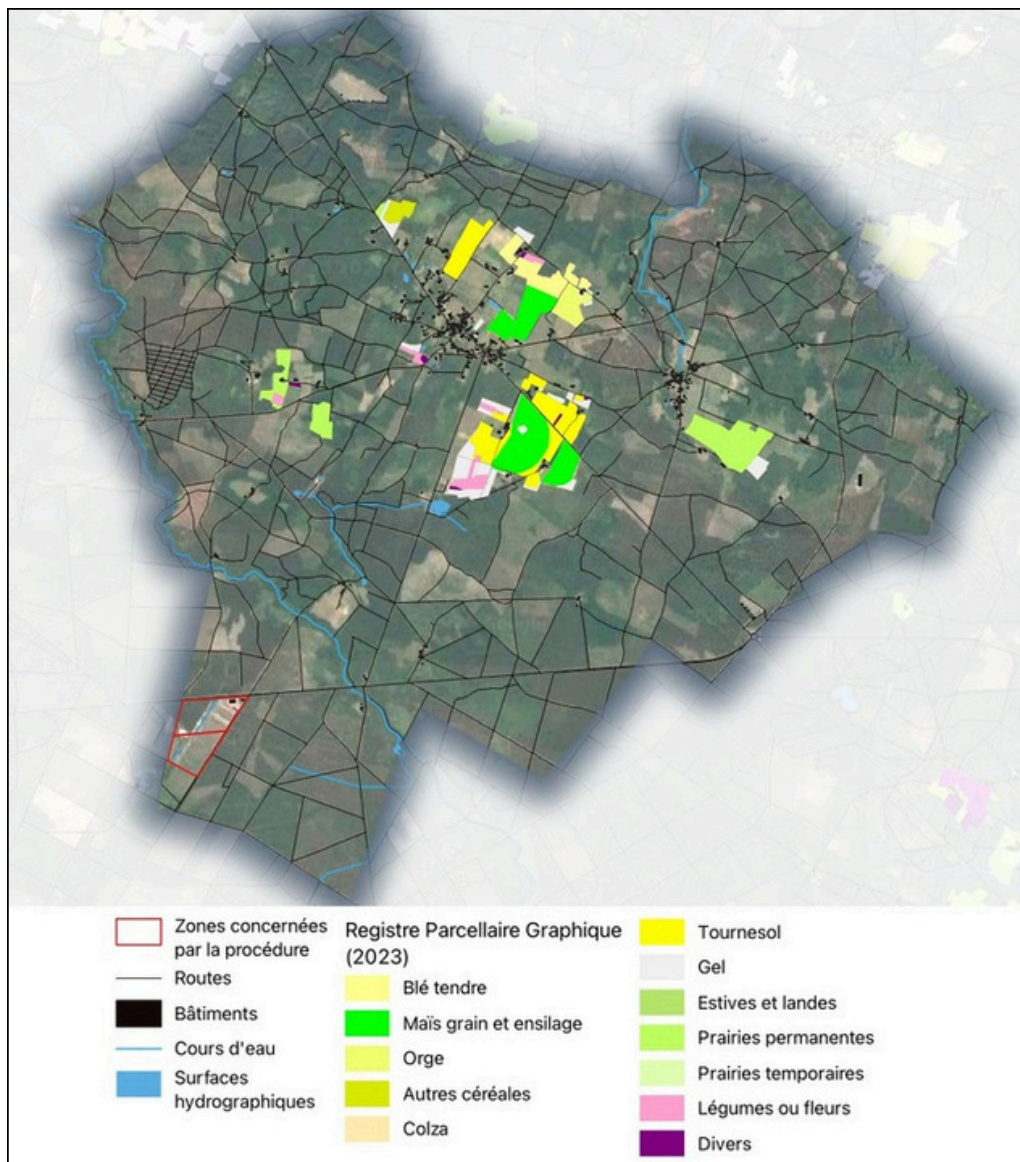 Zones concernées
par la procédure
Routes
Bâtiments
Cours d'eau
Surfaces
hydrographiques
Registre Parcellaire Graphique
(2023)
Blé tendre
Maïs grain et ensilage
Orge
Autres céréales
Colza
Tournesol
Gel
Estives et landes
Prairies permanentes
Prairies temporaires
Légumes ou fleurs
Divers